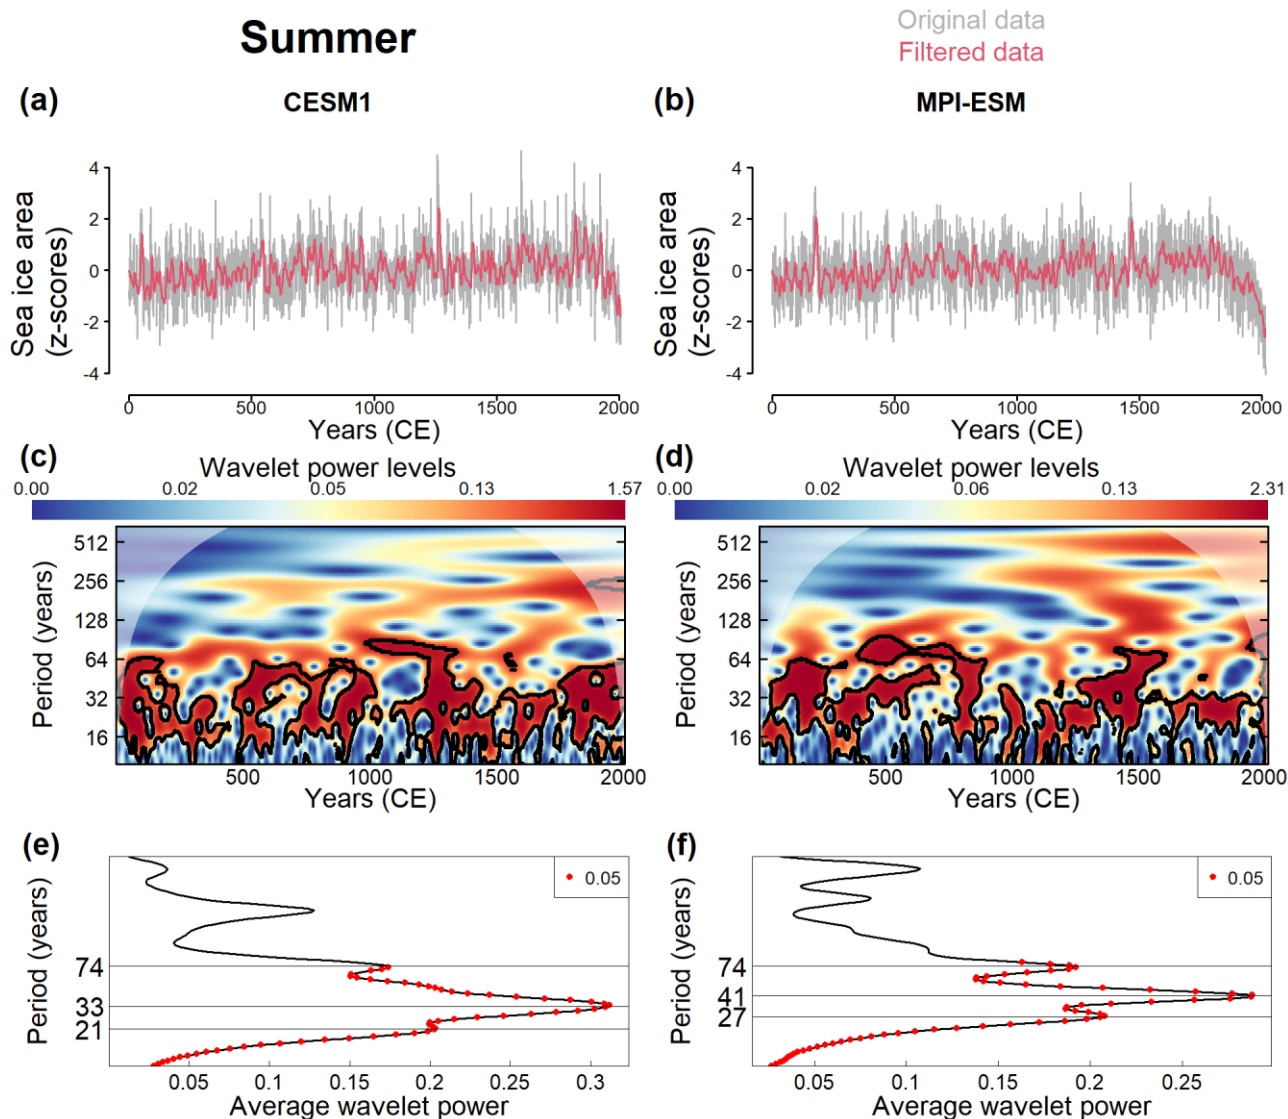 Summer
Original data
Filtered data
(a)
CESM1
(b)
MPI-ESM
Sea ice area
(z-scores)
4
2
0
-2
-4
0 500 1000 1500 2000
Years (CE)
Sea ice area
(z-scores)
4
2
0
-2
-4
0 500 1000 1500 2000
Years (CE)
(c)
Wavelet power levels
0.00 0.02 0.05 0.13 1.57
Period (years)
512
256
128
64
32
16
500 1000 1500 2000
Years (CE)
(d)
Wavelet power levels
0.00 0.02 0.06 0.13 2.31
Period (years)
512
256
128
64
32
16
500 1000 1500 2000
Years (CE)
(e)
0.05
Period (years)
74
33
21
0.05 0.1 0.15 0.2 0.25 0.3
Average wavelet power
(f)
0.05
Period (years)
74
41
27
0.05 0.1 0.15 0.2 0.25
Average wavelet power